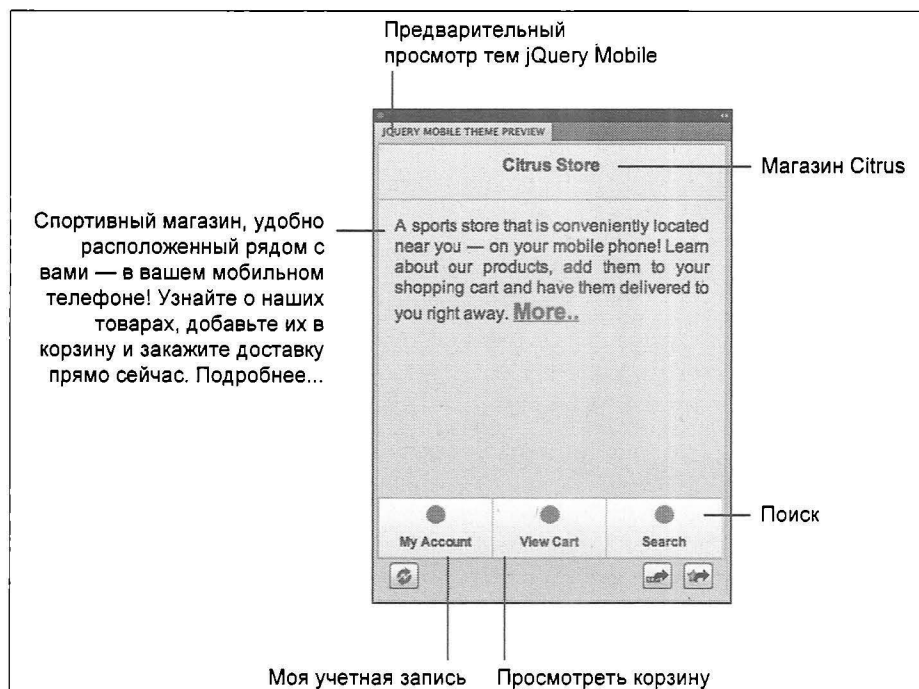 Предварительный
просмотр тем jQuery Mobile
JQUERY MOBILE THEME PREVIEW
Citrus Store
Магазин Citrus
Спортивный магазин, удобно
расположенный рядом с
вами — в вашем мобильном
телефоне! Узнайте о наших
товарах, добавьте их в
корзину и закажите доставку
прямо сейчас. Подробнее...
A sports store that is conveniently located
near you — on your mobile phone! Learn
about our products, add them to your
shopping cart and have them delivered to
you right away. More..
Поиск
My Account
View Cart
Search
Моя учетная запись
Просмотреть корзину